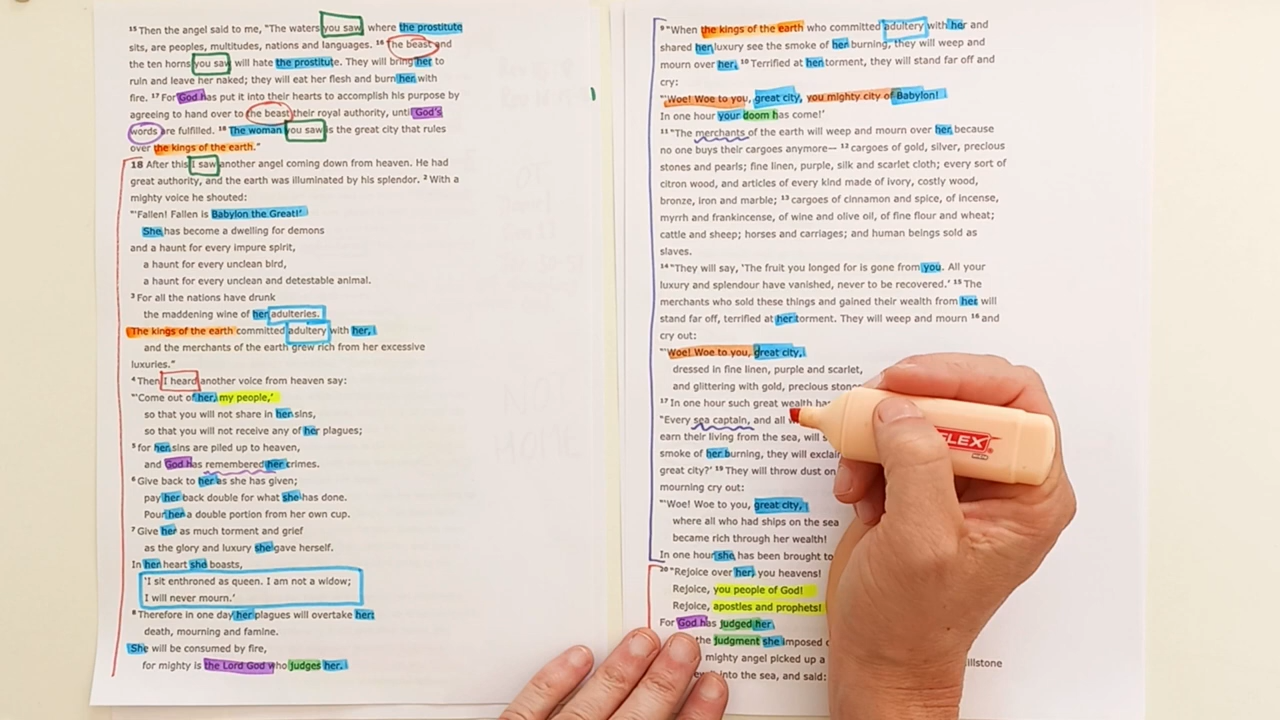 15 Then the angel said to me, "The waters you saw where the prostitute
sits, are peoples, multitudes, nations and languages. 16 The beast and
the ten horns you saw will hate the prostitute. They will bring her to
ruin and leave her naked; they will eat her flesh and burn her with
fire. 17 For God has put it into their hearts to accomplish his purpose by
agreeing to hand over to the beast their royal authority, until God's
words are fulfilled. 18 The woman you saw is the great city that rules
over the kings of the earth."
18 After this I saw another angel coming down from heaven. He had
great authority, and the earth was illuminated by his splendor. 2 With a
mighty voice he shouted:
"'Fallen! Fallen is Babylon the Great!'
She has become a dwelling for demons
and a haunt for every impure spirit,
a haunt for every unclean bird,
a haunt for every unclean and detestable animal.
3 For all the nations have drunk
the maddening wine of her adulteries.
The kings of the earth committed adultery with her,
and the merchants of the earth grew rich from her excessive
luxuries."
4 Then I heard another voice from heaven say:
"'Come out of her, my people,'
so that you will not share in her sins,
so that you will not receive any of her plagues;
5 for her sins are piled up to heaven,
and God has remembered her crimes.
6 Give back to her as she has given;
pay her back double for what she has done.
Pour her a double portion from her own cup.
7 Give her as much torment and grief
as the glory and luxury she gave herself.
In her heart she boasts,
'I sit enthroned as queen. I am not a widow;
I will never mourn.'
8 Therefore in one day her plagues will overtake her:
death, mourning and famine.
She will be consumed by fire,
for mighty is the Lord God who judges her.
9 "When the kings of the earth who committed adultery with her and
shared her luxury see the smoke of her burning, they will weep and
mourn over her. 10 Terrified at her torment, they will stand far off and
cry:
"'Woe! Woe to you, great city, you mighty city of Babylon!
In one hour your doom has come!'
11 "The merchants of the earth will weep and mourn over her because
no one buys their cargoes anymore— 12 cargoes of gold, silver, precious
stones and pearls; fine linen, purple, silk and scarlet cloth; every sort of
citron wood, and articles of every kind made of ivory, costly wood,
bronze, iron and marble; 13 cargoes of cinnamon and spice, of incense,
myrrh and frankincense, of wine and olive oil, of fine flour and wheat;
cattle and sheep; horses and carriages; and human beings sold as
slaves.
14 "They will say, 'The fruit you longed for is gone from you. All your
luxury and splendour have vanished, never to be recovered.' 15 The
merchants who sold these things and gained their wealth from her will
stand far off, terrified at her torment. They will weep and mourn 16 and
cry out:
"'Woe! Woe to you, great city,
dressed in fine linen, purple and scarlet,
and glittering with gold, precious stones
17 In one hour such great wealth has
"Every sea captain, and all w
earn their living from the sea, will s
smoke of her burning, they will exclaim
great city?' 19 They will throw dust on
mourning cry out:
"'Woe! Woe to you, great city,
where all who had ships on the sea
became rich through her wealth!
In one hour she has been brought to
20 "Rejoice over her, you heavens!
Rejoice, you people of God!
Rejoice, apostles and prophets!
For God has judged her
the judgment she imposed o
mighty angel picked up a illstone
into the sea, and said:
FLEX